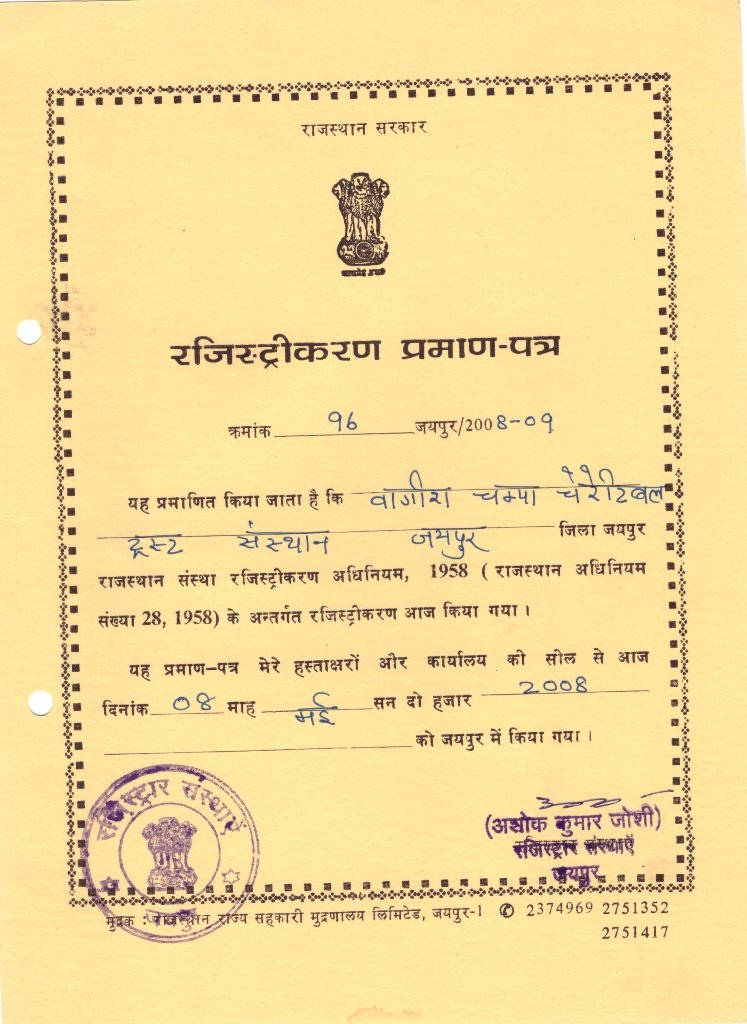 राजस्थान सरकार
रजिस्ट्रीकरण प्रमाण-पत्र
क्रमांक 96 जयपुर/2008-09
यह प्रमाणित किया जाता है कि वागीश चम्पा चेरीटेबल
ट्रस्ट संस्थान जयपुर जिला जयपुर
राजस्थान संस्था रजिस्ट्रीकरण अधिनियम, 1958 ( राजस्थान अधिनियम
संख्या 28, 1958) के अन्तर्गत रजिस्ट्रीकरण आज किया गया ।
यह प्रमाण-पत्र मेरे हस्ताक्षरों और कार्यालय की सील से आज
दिनांक 08 माह मई सन दो हजार 2008
को जयपुर में किया गया ।
रजिस्ट्रार संस्थाऐं
जयपुर
(अशोक कुमार जोशी)
रजिस्ट्रार संस्थाऐं
जयपुर
मुद्रक : राजस्थान राज्य सहकारी मुद्रणालय लिमिटेड, जयपुर-1 ✆ 2374969 2751352
2751417